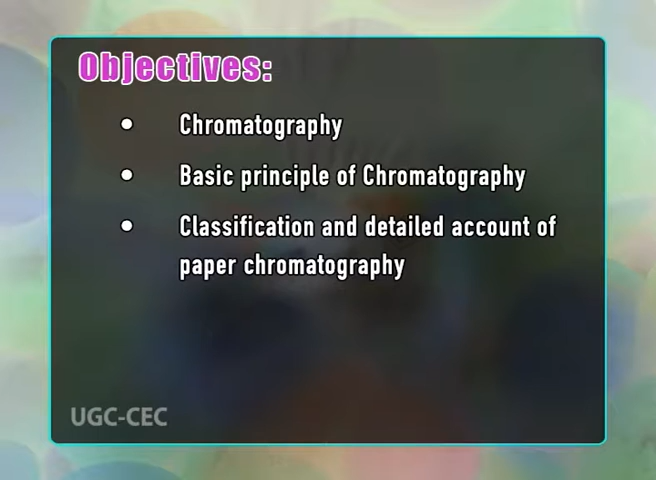 Objectives:
• Chromatography
• Basic principle of Chromatography
• Classification and detailed account of
paper chromatography
UGC-CEC